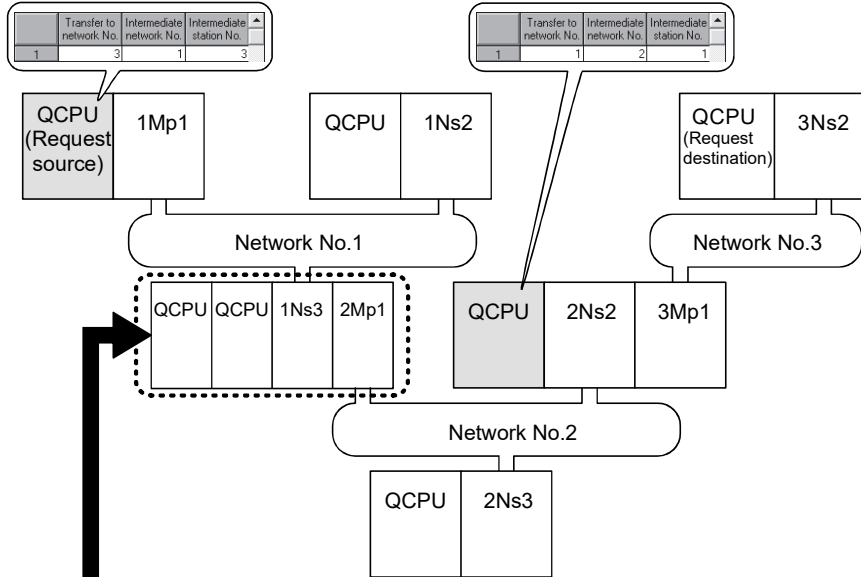 Transfer to network No. Intermediate network No. Intermediate station No.
1 3 1 3
Transfer to network No. Intermediate network No. Intermediate station No.
1 1 2 1
QCPU (Request source) 1Mp1
QCPU 1Ns2
QCPU (Request destination) 3Ns2
Network No.1
Network No.3
QCPU QCPU 1Ns3 2Mp1
QCPU 2Ns2 3Mp1
Network No.2
QCPU 2Ns3